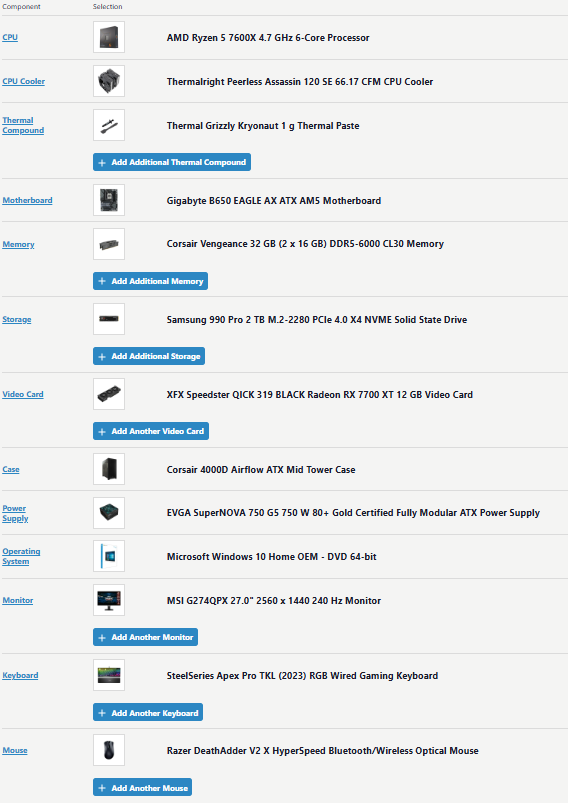 Component Selection
CPU AMD Ryzen 5 7600X 4.7 GHz 6-Core Processor
CPU Cooler Thermalright Peerless Assassin 120 SE 66.17 CFM CPU Cooler
Thermal
Compound
Thermal Grizzly Kryonaut 1 g Thermal Paste
+ Add Additional Thermal Compound
Motherboard Gigabyte B650 EAGLE AX ATX AM5 Motherboard
Memory Corsair Vengeance 32 GB (2 x 16 GB) DDR5-6000 CL30 Memory
+ Add Additional Memory
Storage Samsung 990 Pro 2 TB M.2-2280 PCIe 4.0 X4 NVME Solid State Drive
+ Add Additional Storage
Video Card XFX Speedster QICK 319 BLACK Radeon RX 7700 XT 12 GB Video Card
+ Add Another Video Card
Case Corsair 4000D Airflow ATX Mid Tower Case
Power
Supply
EVGA SuperNOVA 750 G5 750 W 80+ Gold Certified Fully Modular ATX Power Supply
Operating
System
Microsoft Windows 10 Home OEM - DVD 64-bit
Monitor MSI G274QPX 27.0" 2560 x 1440 240 Hz Monitor
+ Add Another Monitor
Keyboard SteelSeries Apex Pro TKL (2023) RGB Wired Gaming Keyboard
+ Add Another Keyboard
Mouse Razer DeathAdder V2 X HyperSpeed Bluetooth/Wireless Optical Mouse
+ Add Another Mouse